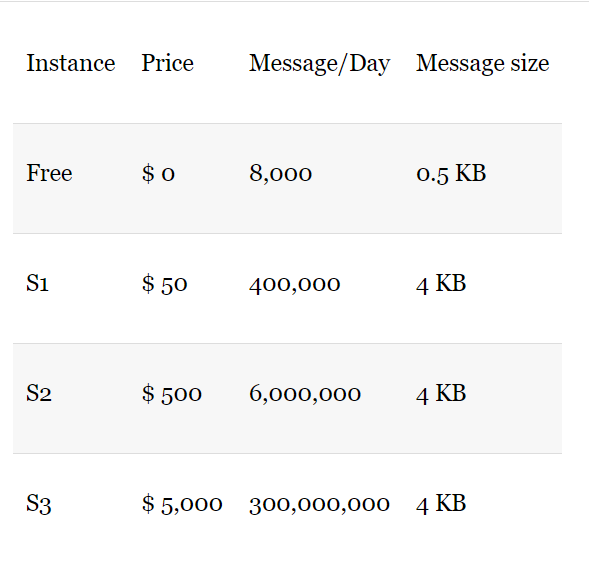 Instance Price Message/Day Message size
Free $ 0 8,000 0.5 KB
S1 $ 50 400,000 4 KB
S2 $ 500 6,000,000 4 KB
S3 $ 5,000 300,000,000 4 KB